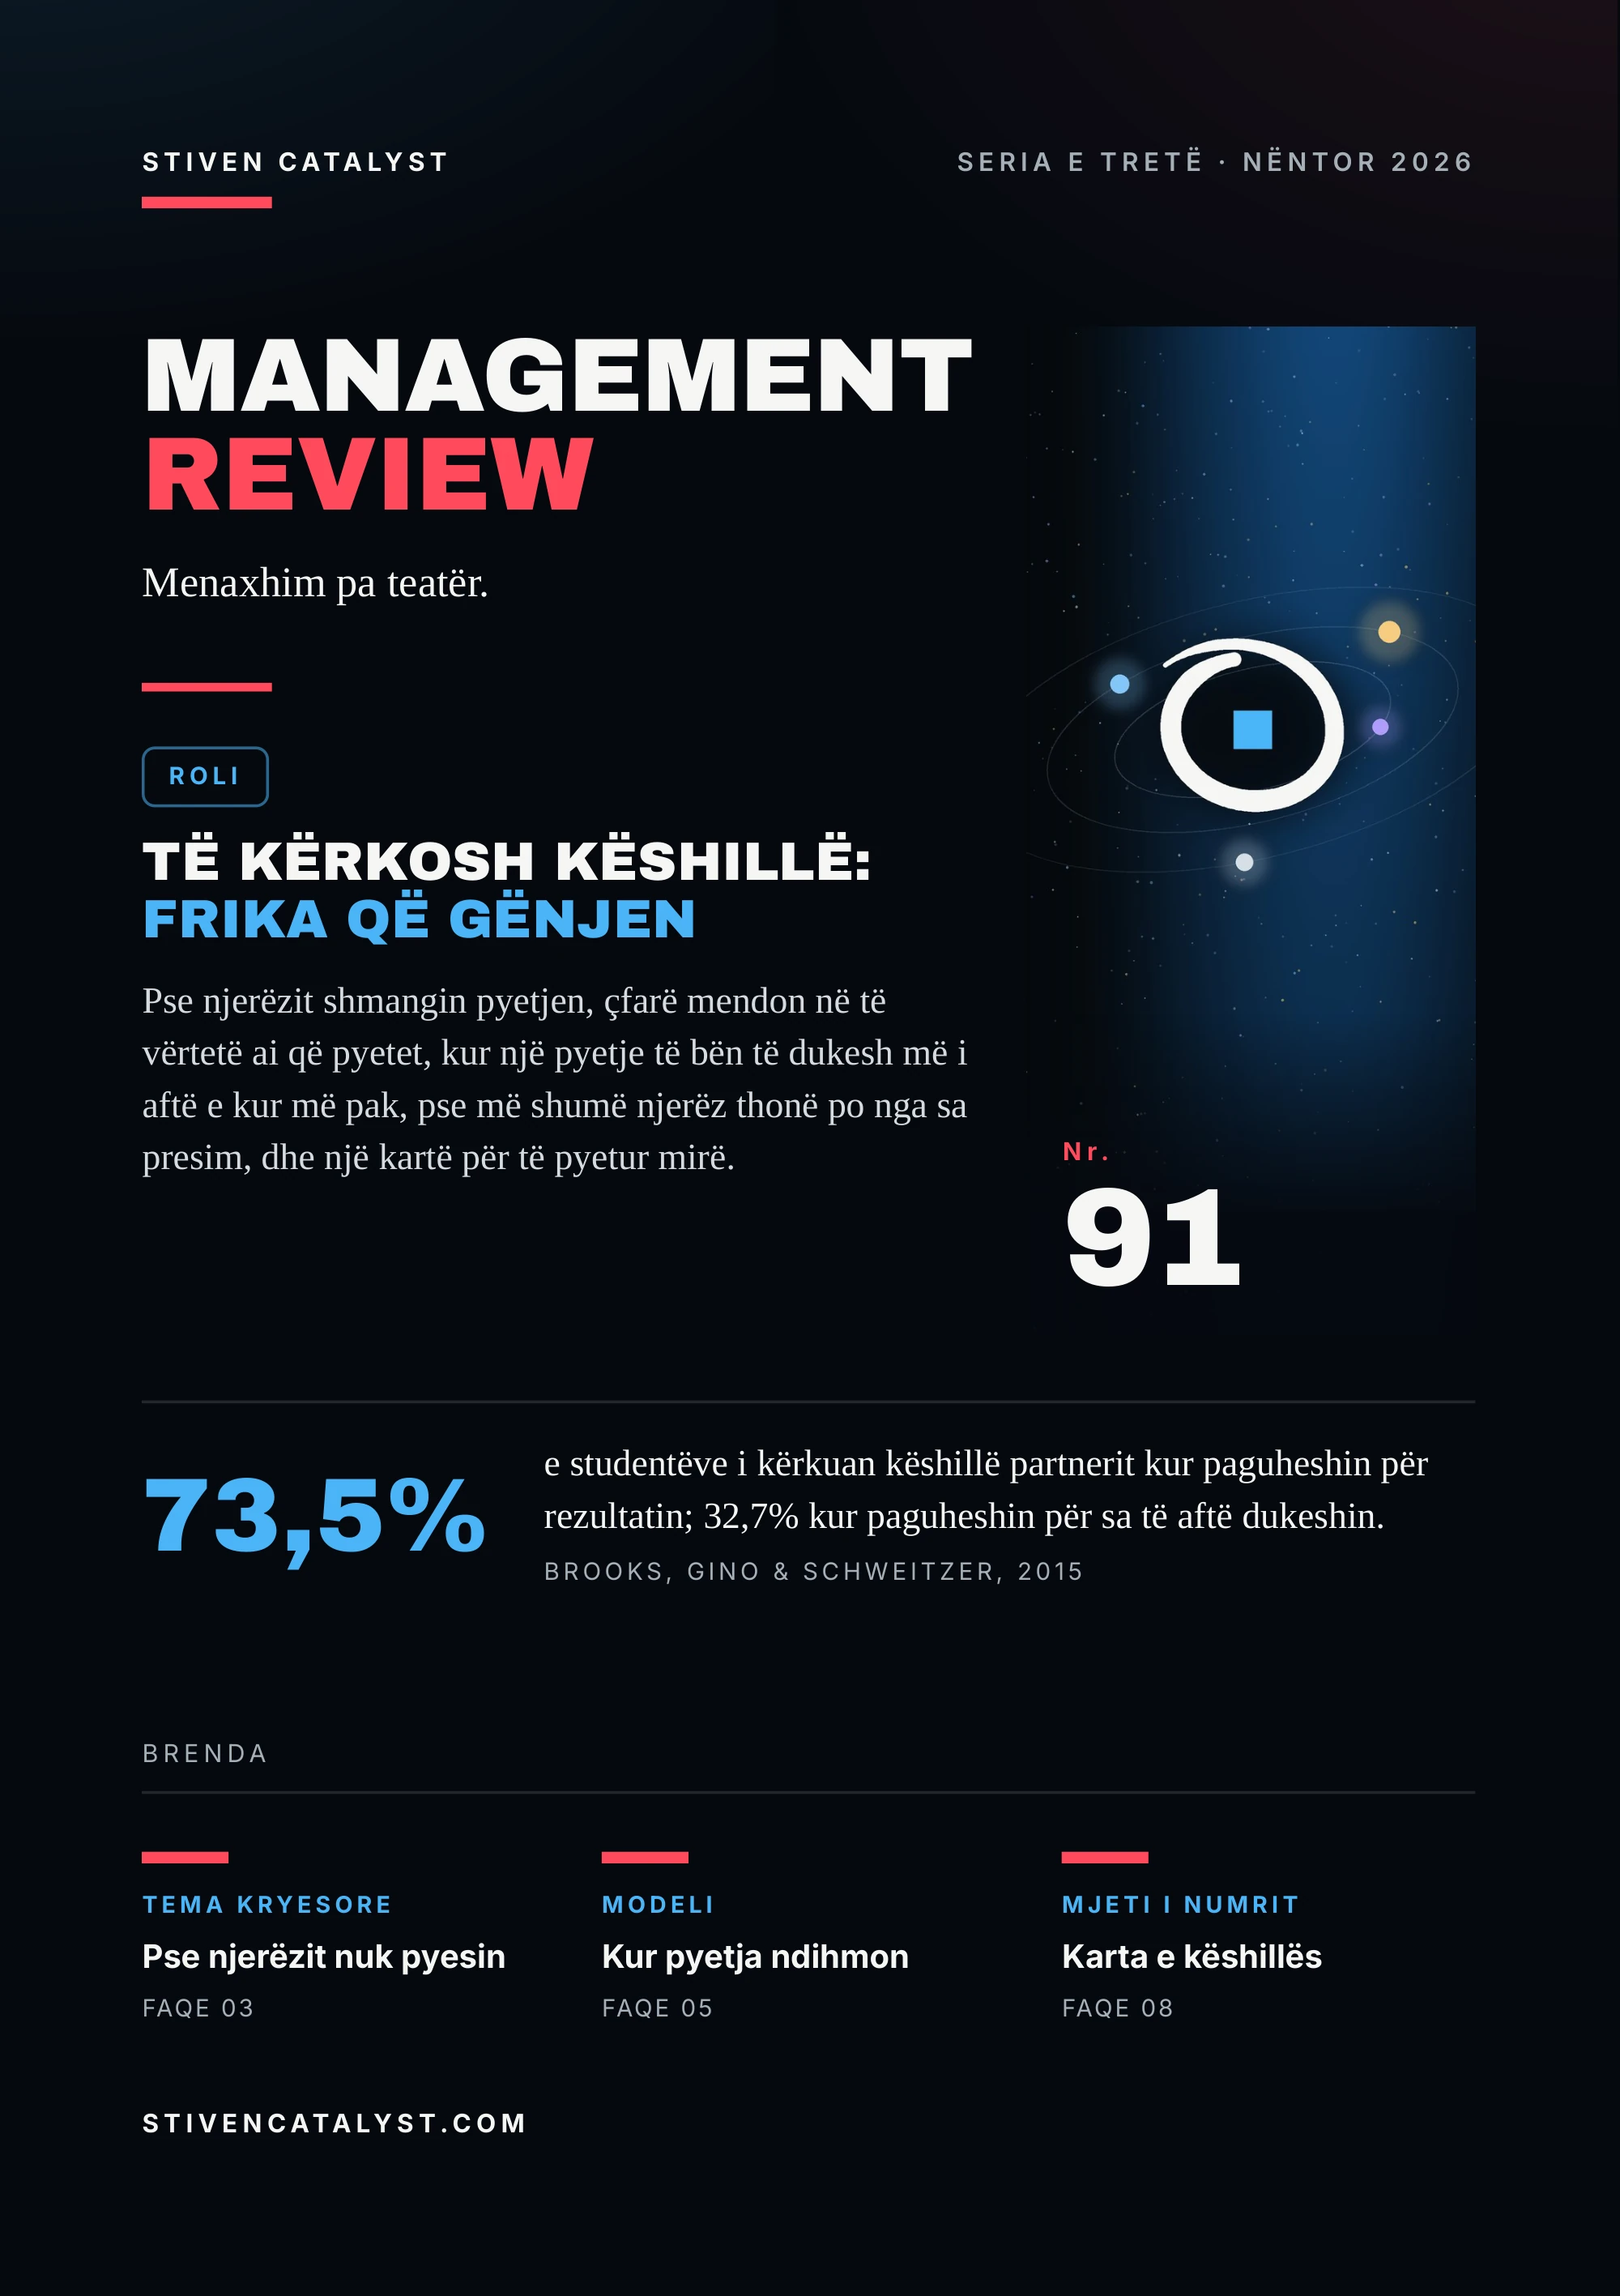 STIVEN CATALYST
SERIA E TRETË · NËNTOR 2026
MANAGEMENT
REVIEW
Menaxhim pa teatër.
ROLI
TË KËRKOSH KËSHILLË:
FRIKA QË GËNJEN
Pse njerëzit shmangin pyetjen, çfarë mendon në të
vërtetë ai që pyetet, kur një pyetje të bën të dukesh më i
aftë e kur më pak, pse më shumë njerëz thonë po nga sa
presim, dhe një kartë për të pyetur mirë.
Nr.
91
73,5%
e studentëve i kërkuan këshillë partnerit kur paguheshin për
rezultatin; 32,7% kur paguheshin për sa të aftë dukeshin.
BROOKS, GINO & SCHWEITZER, 2015
BRENDA
TEMA KRYESORE
Pse njerëzit nuk pyesin
FAQE 03
MODELI
Kur pyetja ndihmon
FAQE 05
MJETI I NUMRIT
Karta e këshillës
FAQE 08
STIVENCATALYST.COM